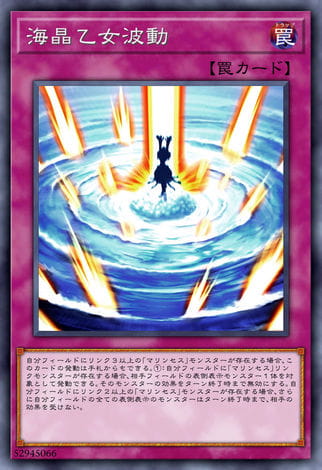 海晶乙女波動
トラップ
罠
【罠カード】
自分フィールドにリンク３以上の「マリンセス」モンスターが存在する場合、こ
のカードの発動は手札からもできる。①：自分フィールドに「マリンセス」リン
クモンスターが存在する場合、相手フィールドの表側表示モンスター１体を対
象として発動できる。そのモンスターの効果をターン終了時まで無効にする。自
分フィールドにリンク２以上の「マリンセス」モンスターが存在する場合、さら
に自分フィールドの全ての表側表示のモンスターはターン終了時まで、相手の
効果を受けない。
52945066